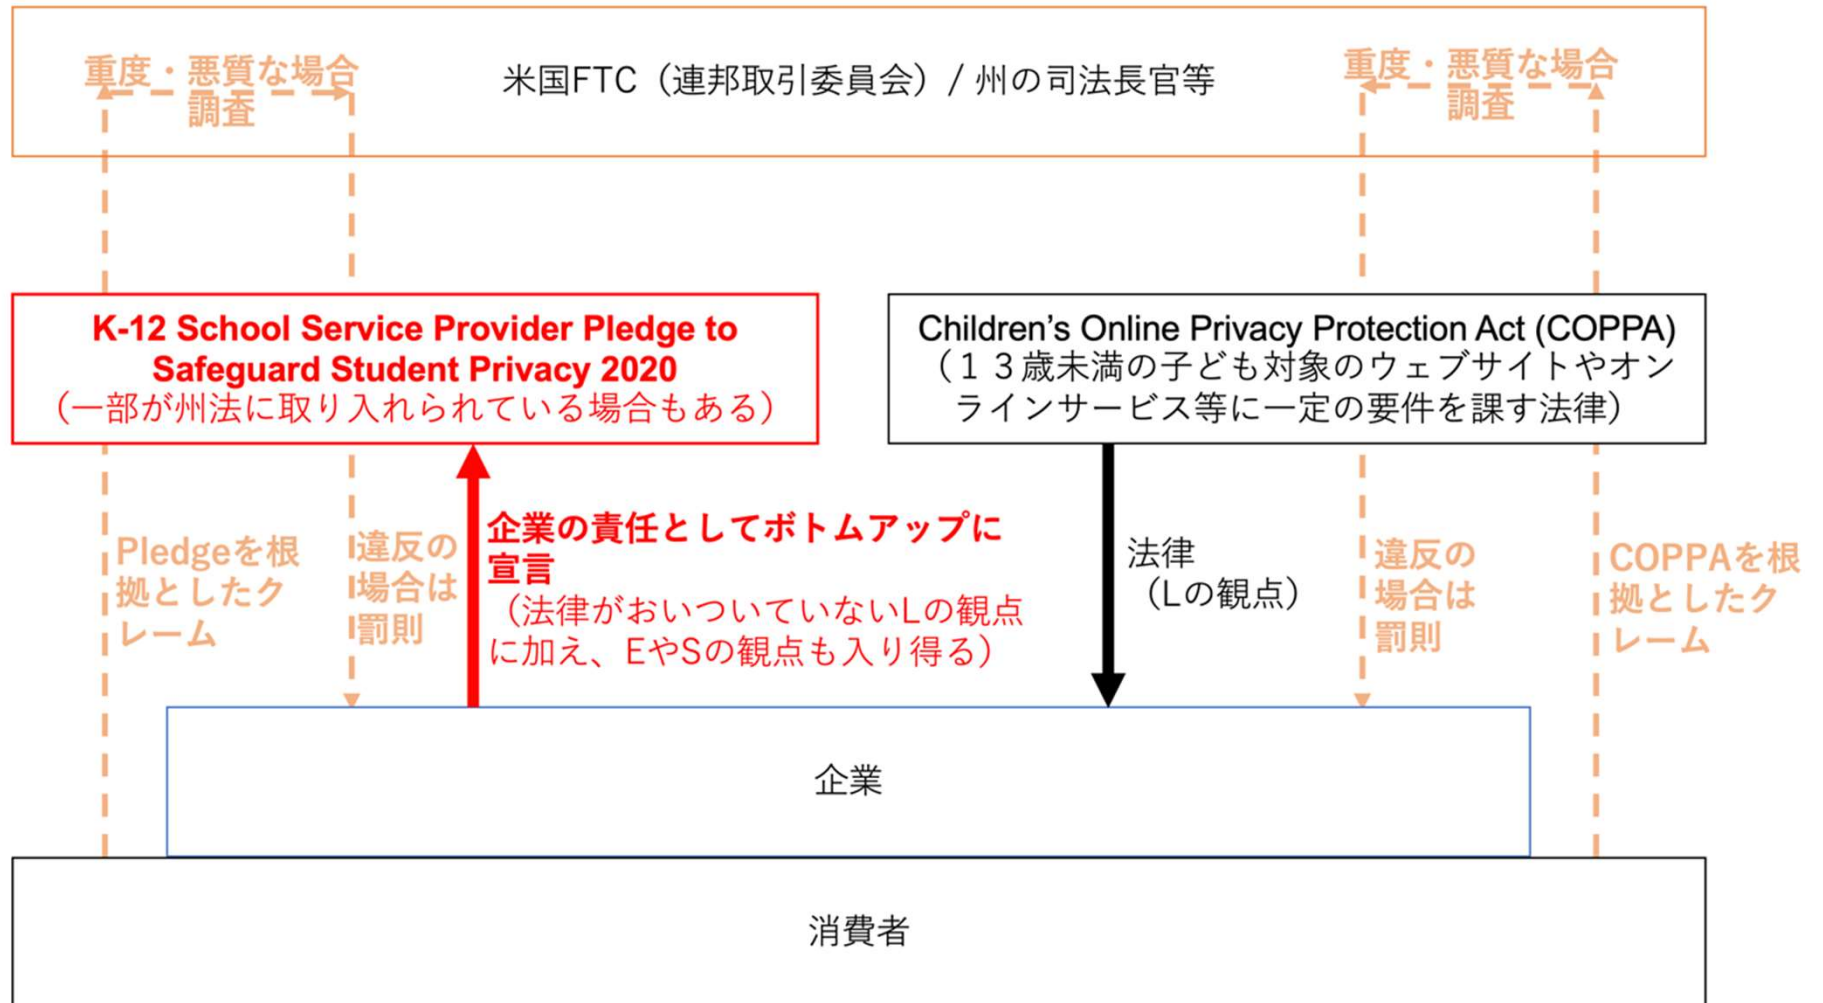 重度・悪質な場合
調査
米国FTC（連邦取引委員会）/ 州の司法長官等
重度・悪質な場合
調査
K-12 School Service Provider Pledge to
Safeguard Student Privacy 2020
（一部が州法に取り入れられている場合もある）
Children’s Online Privacy Protection Act (COPPA)
（１３歳未満の子ども対象のウェブサイトやオン
ラインサービス等に一定の要件を課す法律）
Pledgeを根
拠としたク
レーム
違反の
場合は
罰則
企業の責任としてボトムアップに
宣言
（法律がおいついていないLの観点
に加え、EやSの観点も入り得る）
法律
（Lの観点）
違反の
場合は
罰則
COPPAを根
拠としたク
レーム
企業
消費者